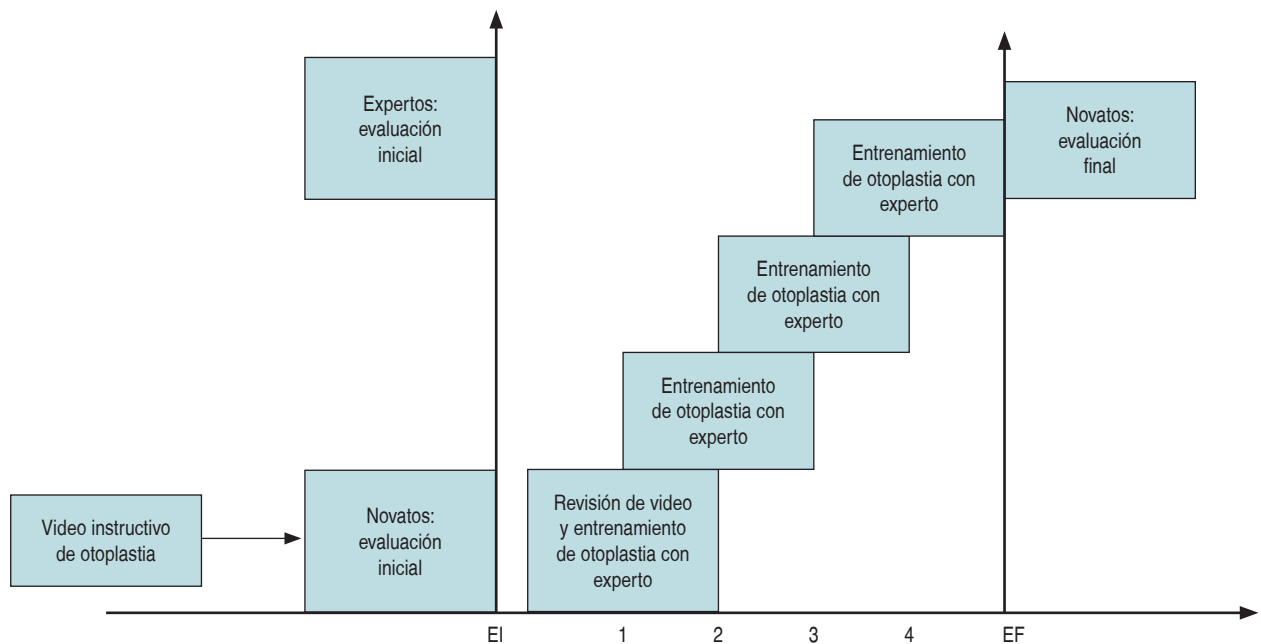 Expertos:
evaluación
inicial
Novatos:
evaluación
final
Entrenamiento
de otoplastia con
experto
Entrenamiento
de otoplastia con
experto
Entrenamiento
de otoplastia con
experto
Video instructivo
de otoplastia
Novatos:
evaluación
inicial
Revisión de video
y entrenamiento
de otoplastia con
experto
EI 1 2 3 4 EF